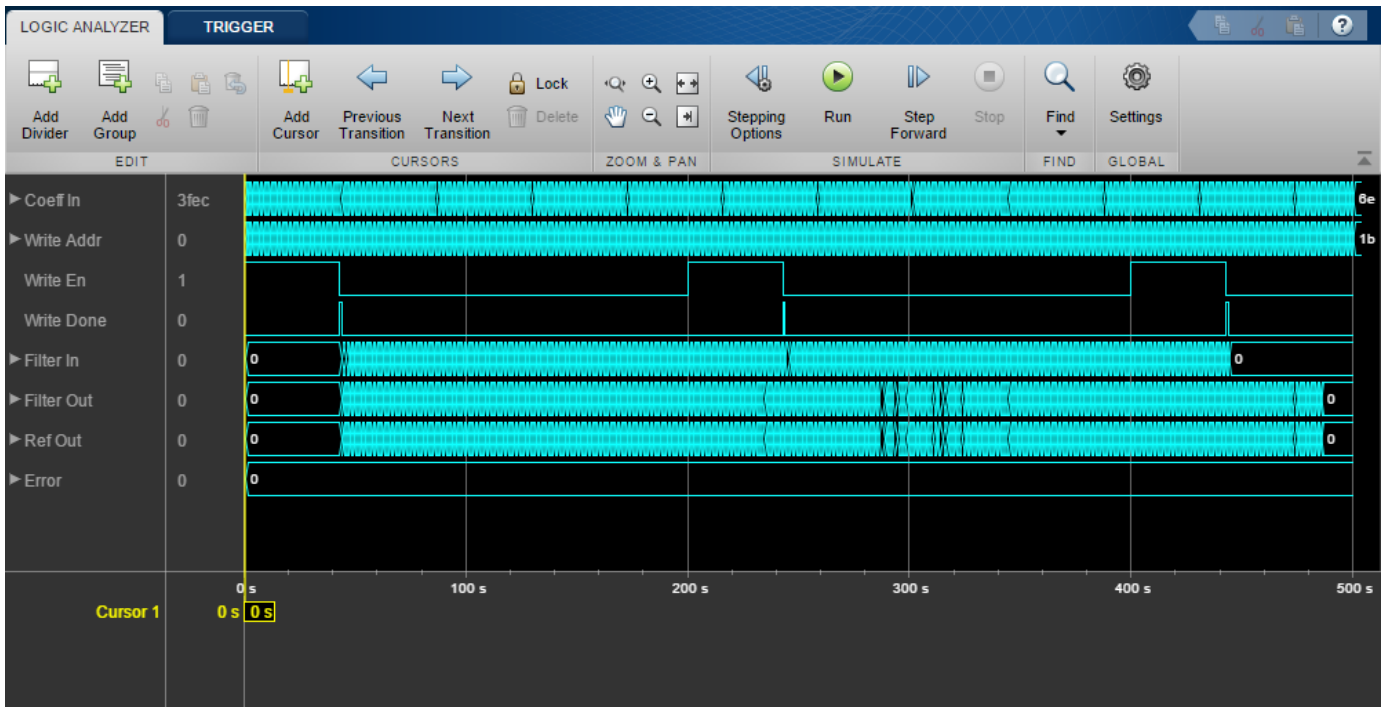 LOGIC ANALYZER TRIGGER
?
Add Divider
Add Group
Add Cursor
Previous Transition
Next Transition
Lock
Delete
Stepping Options
Run
Step Forward
Stop
Find
Settings
EDIT CURSORS ZOOM & PAN SIMULATE FIND GLOBAL
Coeff In 3fec 6e
Write Addr 0 1b
Write En 1
Write Done 0
Filter In 0 0 0
Filter Out 0 0 0
Ref Out 0 0 0
Error 0 0
0 s 100 s 200 s 300 s 400 s 500 s
Cursor 1 0 s 0 s